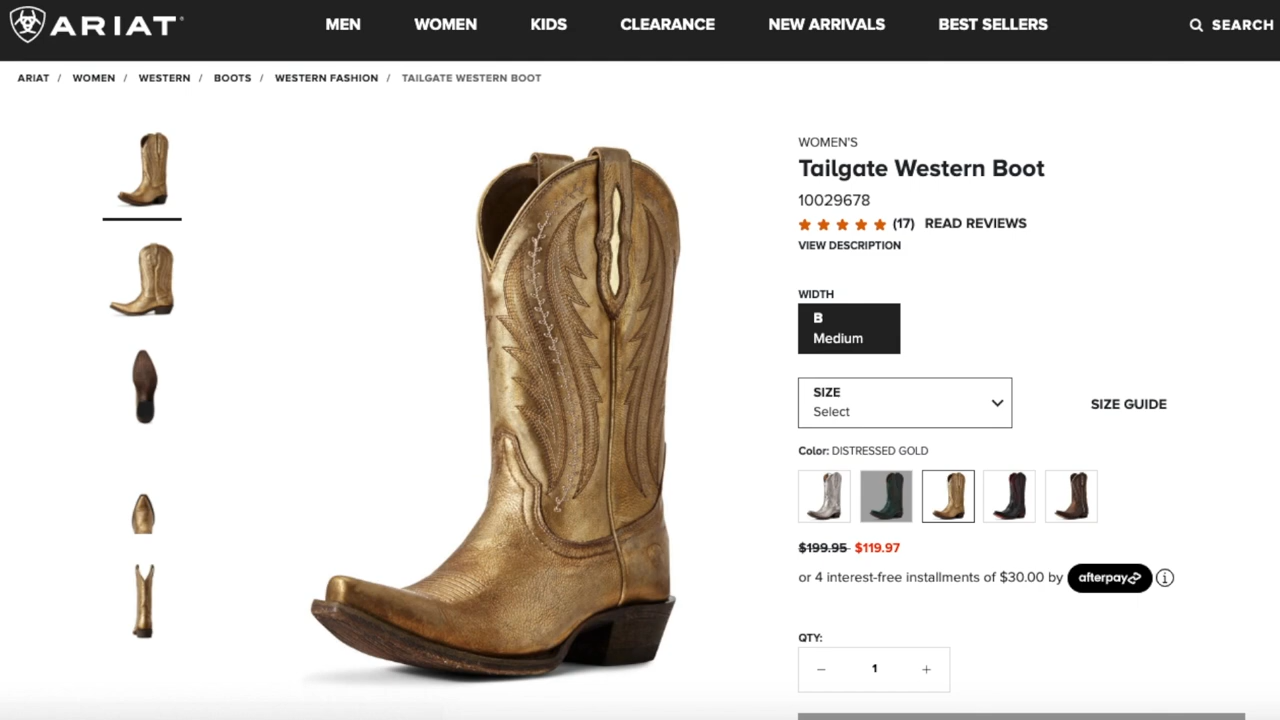 ARIAT
MEN WOMEN KIDS CLEARANCE NEW ARRIVALS BEST SELLERS SEARCH
ARIAT / WOMEN / WESTERN / BOOTS / WESTERN FASHION / TAILGATE WESTERN BOOT
WOMEN'S
Tailgate Western Boot
10029678
(17) READ REVIEWS
VIEW DESCRIPTION
WIDTH
B
Medium
SIZE
Select
SIZE GUIDE
Color: DISTRESSED GOLD
$199.95 $119.97
or 4 interest-free installments of $30.00 by afterpay
QTY:
− 1 +